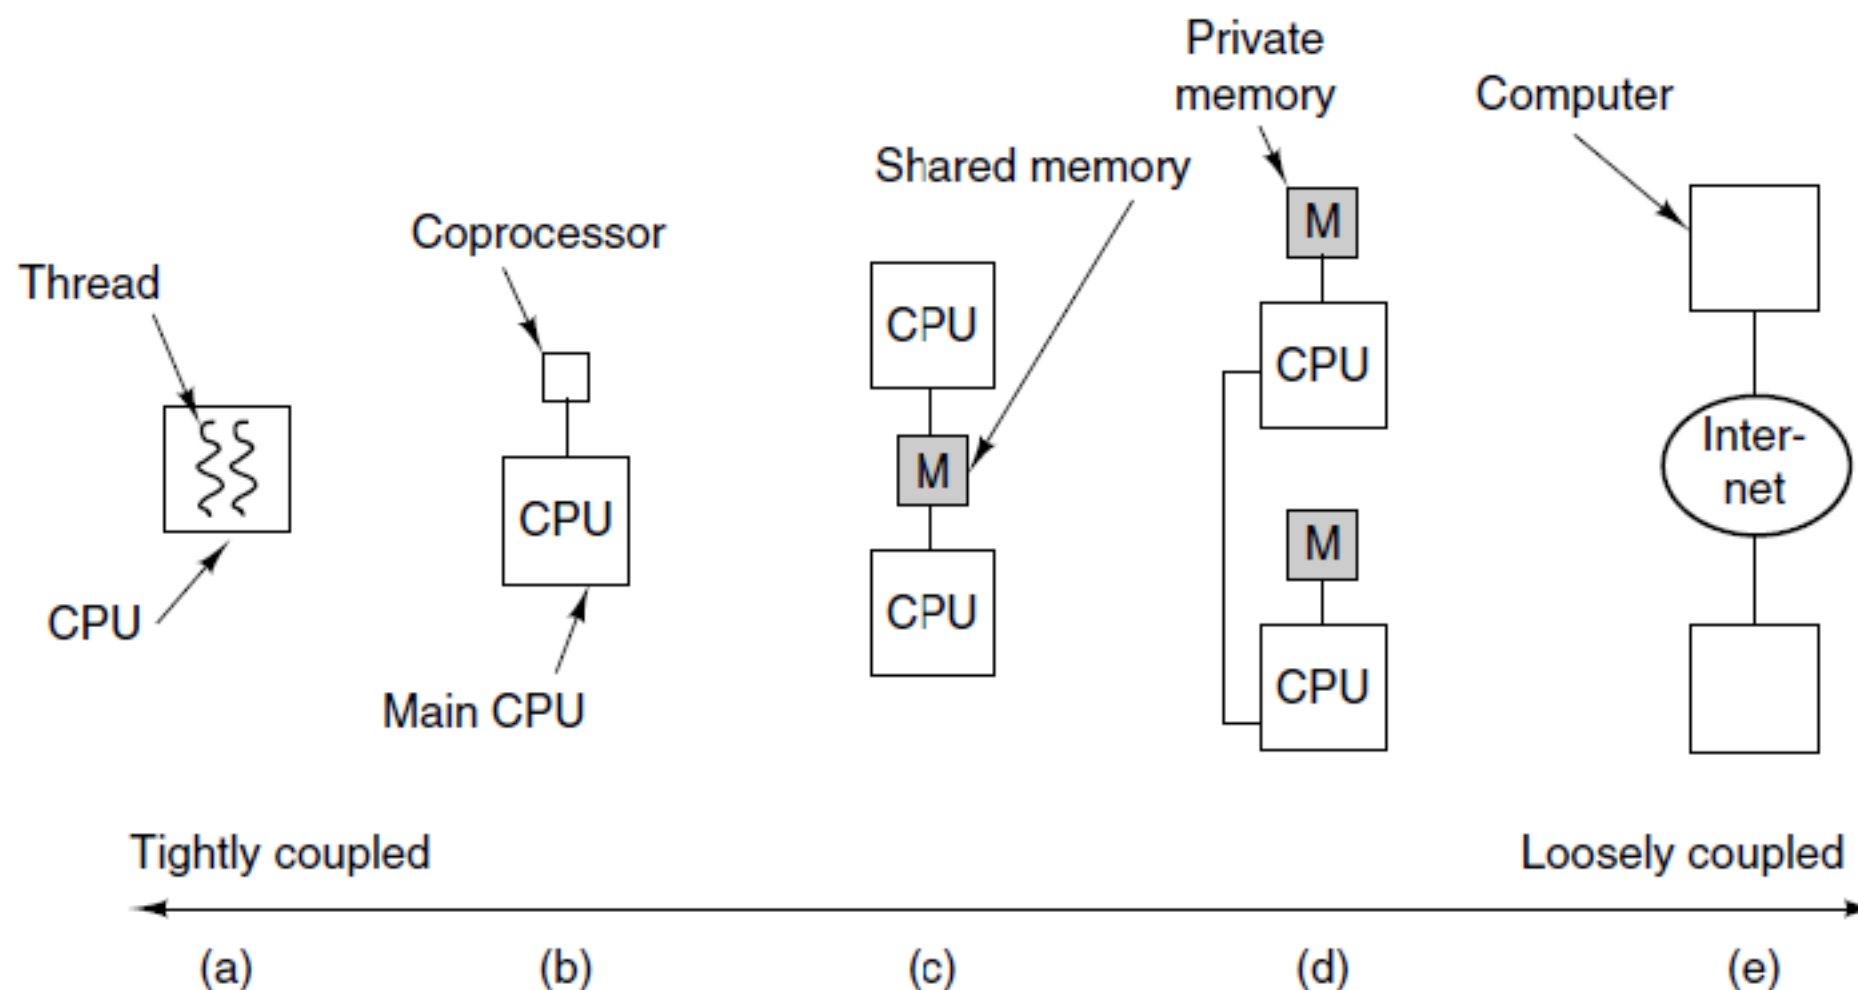 Private
memory
Computer
Shared memory
Coprocessor
Thread
M
CPU
CPU
Inter-
net
M
CPU
M
CPU
CPU
CPU
Main CPU
Tightly coupled
Loosely coupled
(a)
(b)
(c)
(d)
(e)